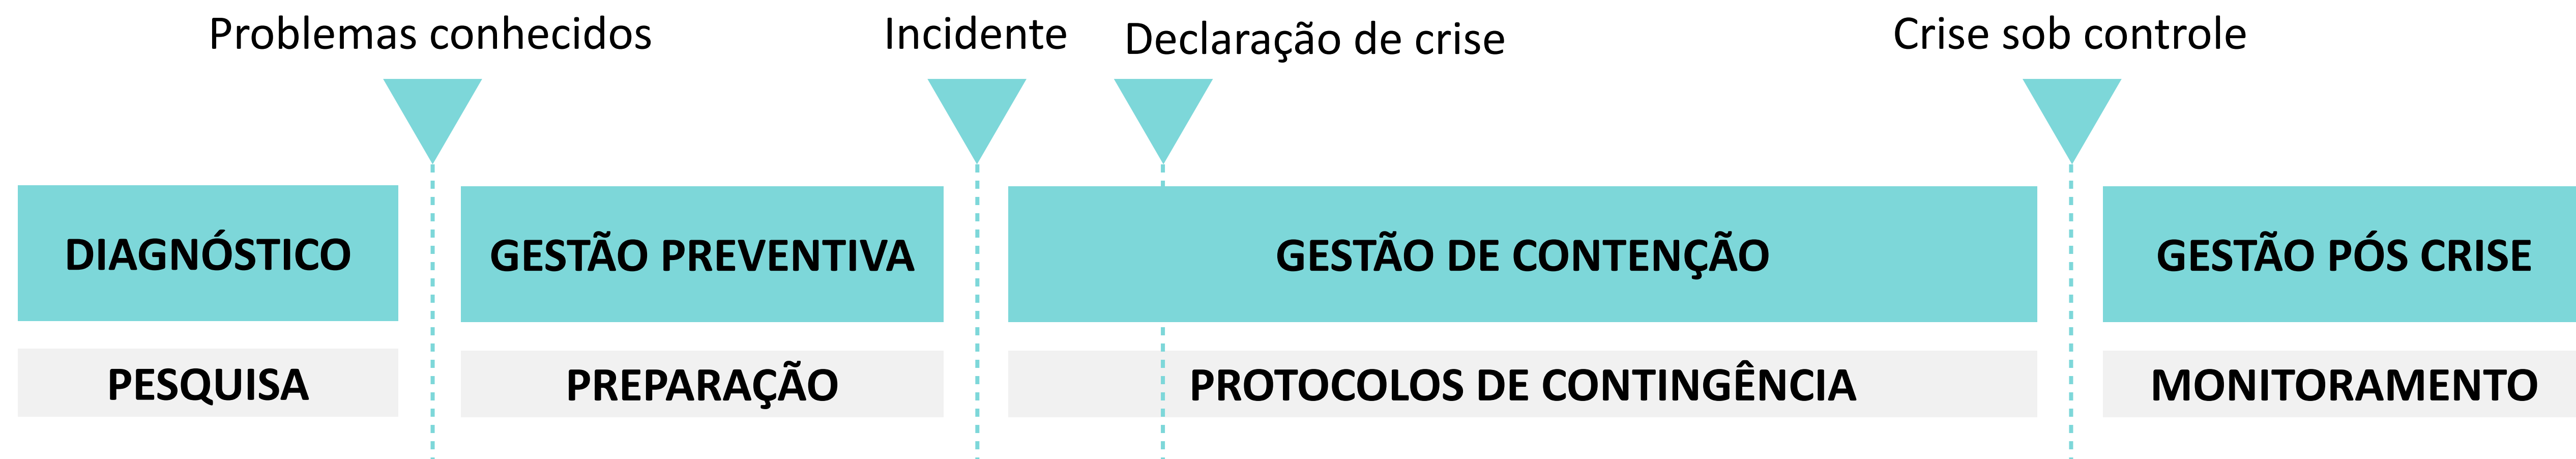 Problemas conhecidos
Incidente
Declaração de crise
Crise sob controle
DIAGNÓSTICO
GESTÃO PREVENTIVA
GESTÃO DE CONTENÇÃO
GESTÃO PÓS CRISE
PESQUISA
PREPARAÇÃO
PROTOCOLOS DE CONTINGÊNCIA
MONITORAMENTO